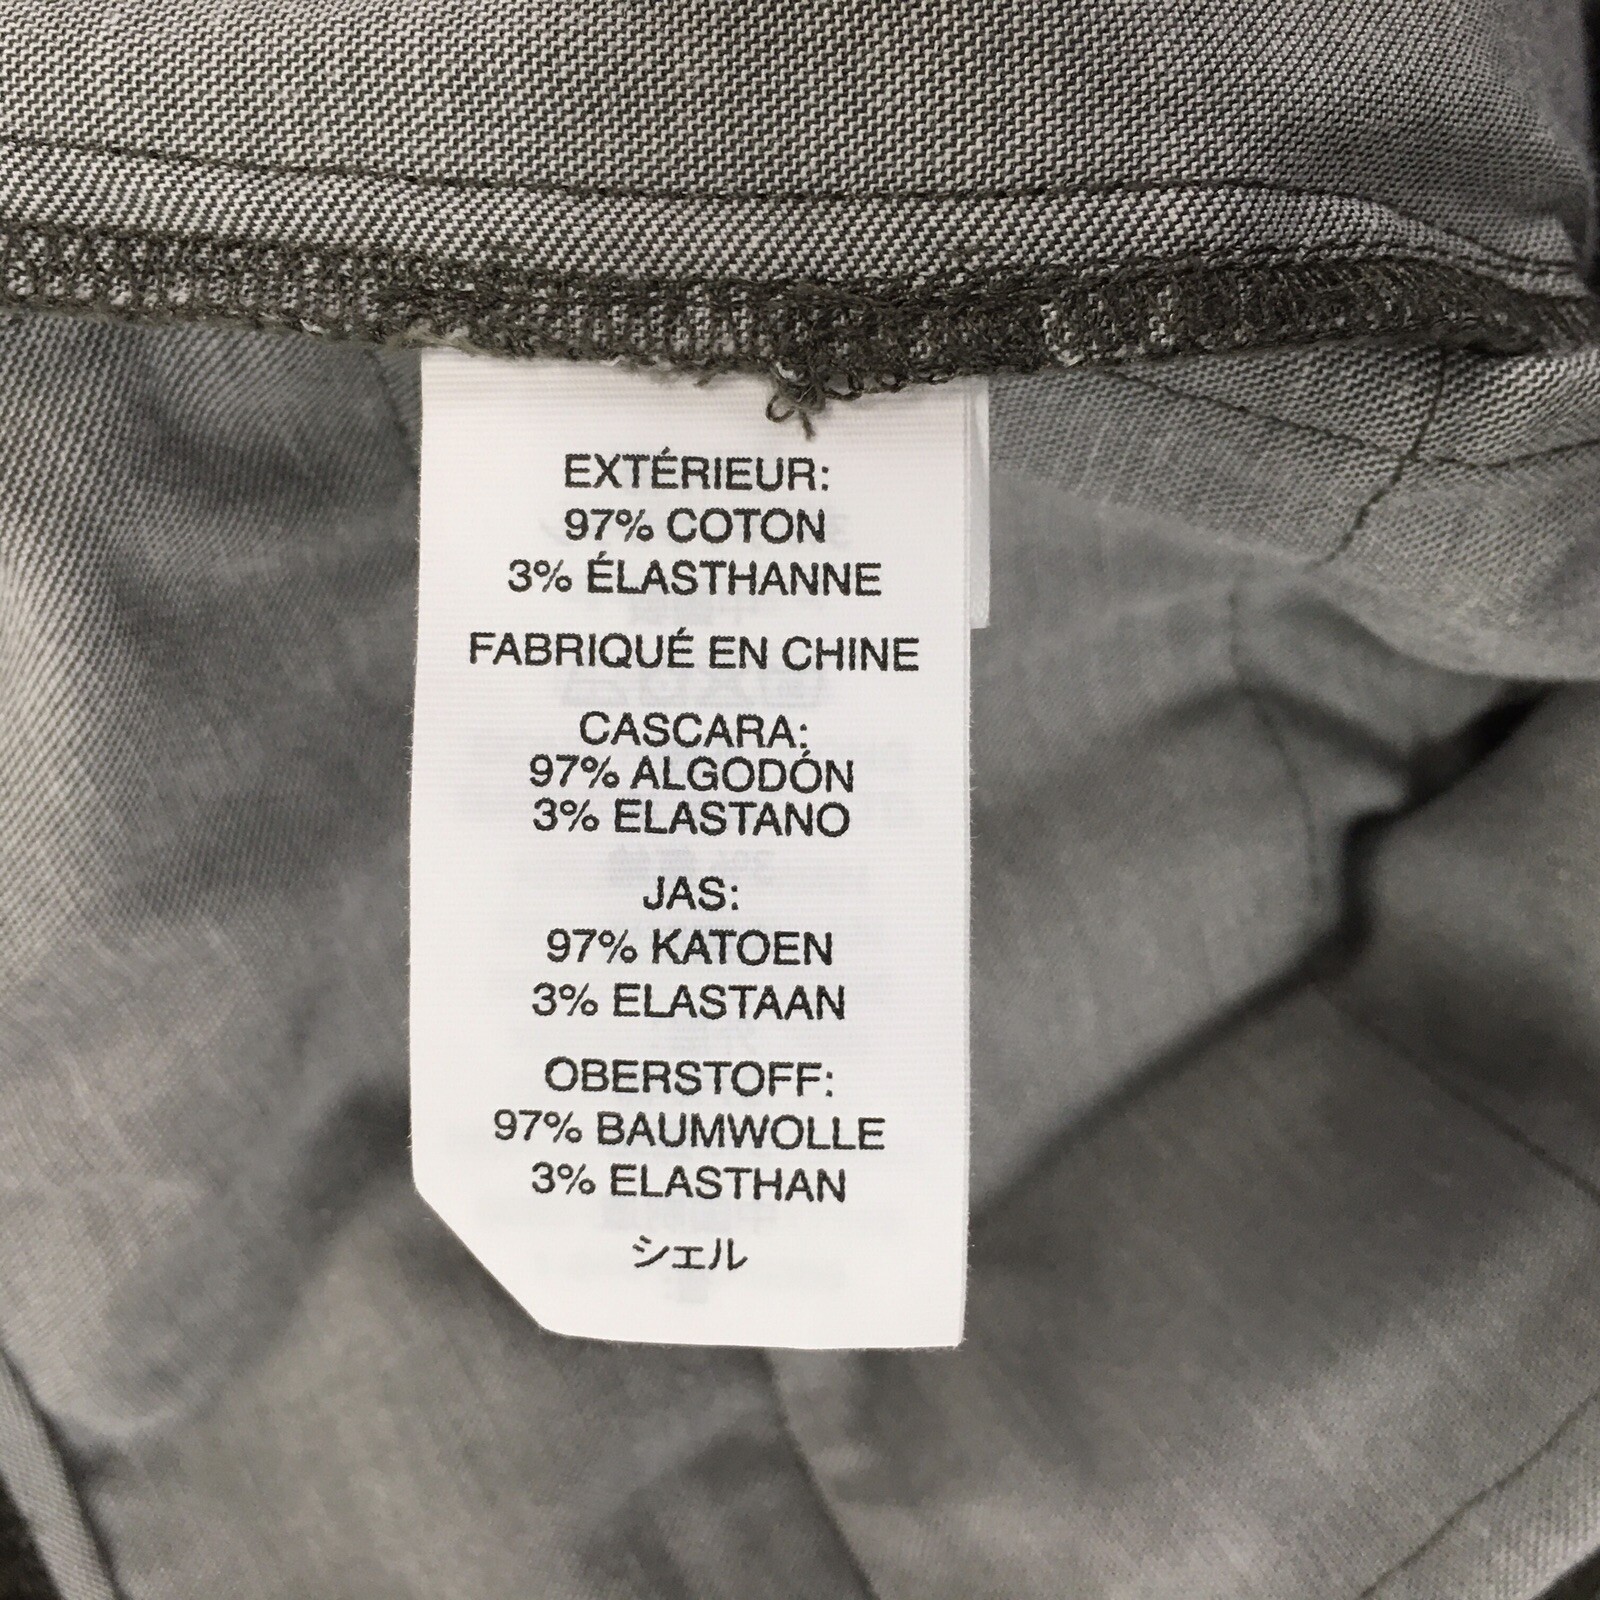 EXTÉRIEUR:
97% COTON
3% ÉLASTHANNE
FABRIQUÉ EN CHINE
CASCARA:
97% ALGODÓN
3% ELASTANO
JAS:
97% KATOEN
3% ELASTAAN
OBERSTOFF:
97% BAUMWOLLE
3% ELASTHAN
シェル